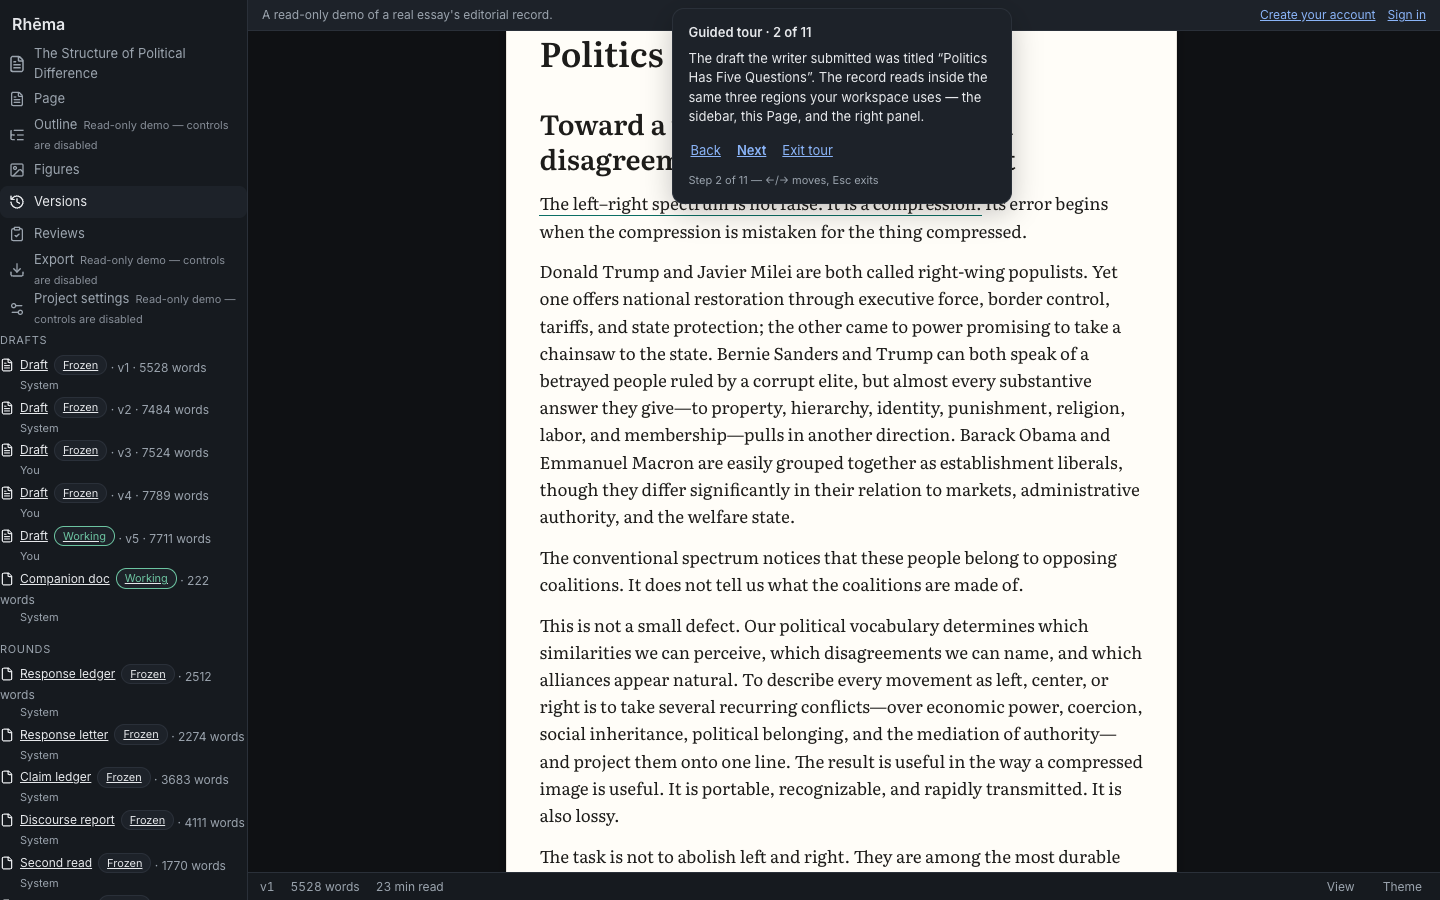 Rhēma
The Structure of Political
Difference
Page
Outline Read-only demo — controls
are disabled
Figures
Versions
Reviews
Export Read-only demo — controls
are disabled
Project settings Read-only demo —
controls are disabled
DRAFTS
Draft Frozen · v1 · 5528 words
System
Draft Frozen · v2 · 7484 words
System
Draft Frozen · v3 · 7524 words
You
Draft Frozen · v4 · 7789 words
You
Draft Working · v5 · 7711 words
You
Companion doc Working · 222
words
System
ROUNDS
Response ledger Frozen · 2512
words
System
Response letter Frozen · 2274 words
System
Claim ledger Frozen · 3683 words
System
Discourse report Frozen · 4111 words
System
Second read Frozen · 1770 words
System
A read-only demo of a real essay's editorial record.
Create your account Sign in
Guided tour · 2 of 11
The draft the writer submitted was titled “Politics
Has Five Questions”. The record reads inside the
same three regions your workspace uses — the
sidebar, this Page, and the right panel.
Back Next Exit tour
Step 2 of 11 — ←/→ moves, Esc exits
Politics
Toward a
The left–right spectrum is not false. It is a compression. Its error begins
when the compression is mistaken for the thing compressed.
Donald Trump and Javier Milei are both called right-wing populists. Yet
one offers national restoration through executive force, border control,
tariffs, and state protection; the other came to power promising to take a
chainsaw to the state. Bernie Sanders and Trump can both speak of a
betrayed people ruled by a corrupt elite, but almost every substantive
answer they give—to property, hierarchy, identity, punishment, religion,
labor, and membership—pulls in another direction. Barack Obama and
Emmanuel Macron are easily grouped together as establishment liberals,
though they differ significantly in their relation to markets, administrative
authority, and the welfare state.
The conventional spectrum notices that these people belong to opposing
coalitions. It does not tell us what the coalitions are made of.
This is not a small defect. Our political vocabulary determines which
similarities we can perceive, which disagreements we can name, and which
alliances appear natural. To describe every movement as left, center, or
right is to take several recurring conflicts—over economic power, coercion,
social inheritance, political belonging, and the mediation of authority—
and project them onto one line. The result is useful in the way a compressed
image is useful. It is portable, recognizable, and rapidly transmitted. It is
also lossy.
The task is not to abolish left and right. They are among the most durable
v1 5528 words 23 min read
View Theme